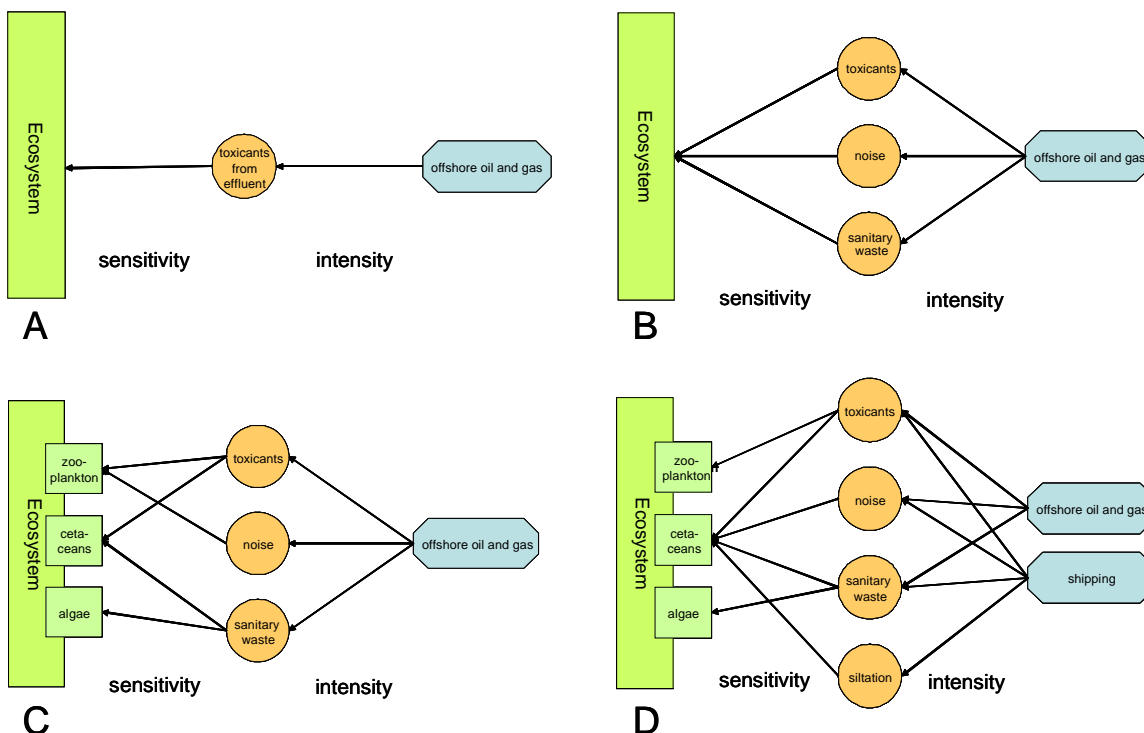 Ecosystem
toxicants
from
effluent
offshore oil and gas
sensitivity
intensity
A
Ecosystem
toxicants
noise
sanitary
waste
offshore oil and gas
sensitivity
intensity
B
Ecosystem
zoo-
plankton
ceta-
ceans
algae
toxicants
noise
sanitary
waste
offshore oil and gas
sensitivity
intensity
C
Ecosystem
zoo-
plankton
ceta-
ceans
algae
toxicants
noise
sanitary
waste
siltation
offshore oil and gas
shipping
sensitivity
intensity
D